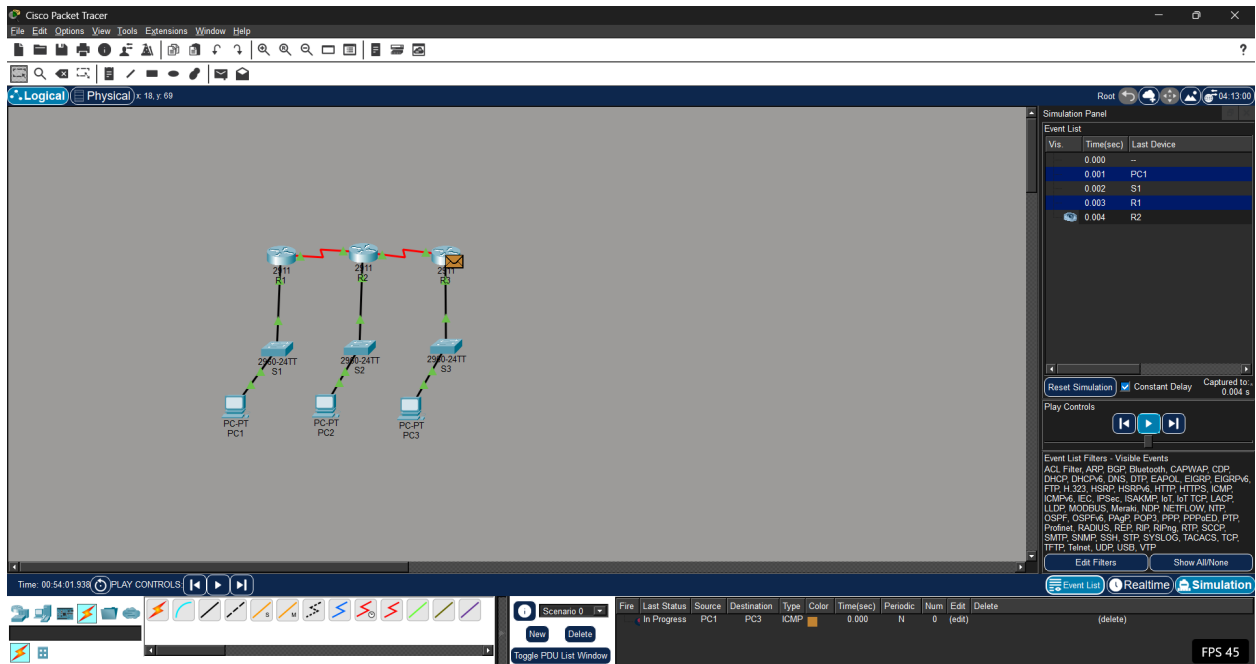 Cisco Packet Tracer
File Edit Options View Tools Extensions Window Help
?
Logical Physical x: 18, y: 69 Root 04:13:00
Simulation Panel
Event List
Vis. Time(sec) Last Device
0.000 --
0.001 PC1
0.002 S1
0.003 R1
0.004 R2
2911 2911 2911
R1 R2 R3
2960-24TT 2960-24TT 2960-24TT
S1 S2 S3
PC-PT PC-PT PC-PT
PC1 PC2 PC3
Reset Simulation Constant Delay Captured to:
0.004 s
Play Controls
Event List Filters - Visible Events
ACL Filter, ARP, BGP, Bluetooth, CAPWAP, CDP,
DHCP, DHCPv6, DNS, DTP, EAPOL, EIGRP, EIGRPv6,
FTP, H.323, HSRP, HSRPv6, HTTP, HTTPS, ICMP,
ICMPv6, IEC, IPSec, ISAKMP, IoT, IoT TCP, LACP,
LLDP, MODBUS, Meraki, NDP, NETFLOW, NTP,
OSPF, OSPFv6, PAgP, POP3, PPP, PPPoED, PTP,
Profinet, RADIUS, REP, RIP, RIPng, RTP, SCCP,
SMTP, SNMP, SSH, STP, SYSLOG, TACACS, TCP,
TFTP, Telnet, UDP, USB, VTP
Edit Filters Show All/None
Time: 00:54:01.938 PLAY CONTROLS:
Event List Realtime Simulation
Scenario 0
New Delete
Toggle PDU List Window
Fire Last Status Source Destination Type Color Time(sec) Periodic Num Edit Delete
In Progress PC1 PC3 ICMP 0.000 N 0 (edit) (delete)
FPS 45